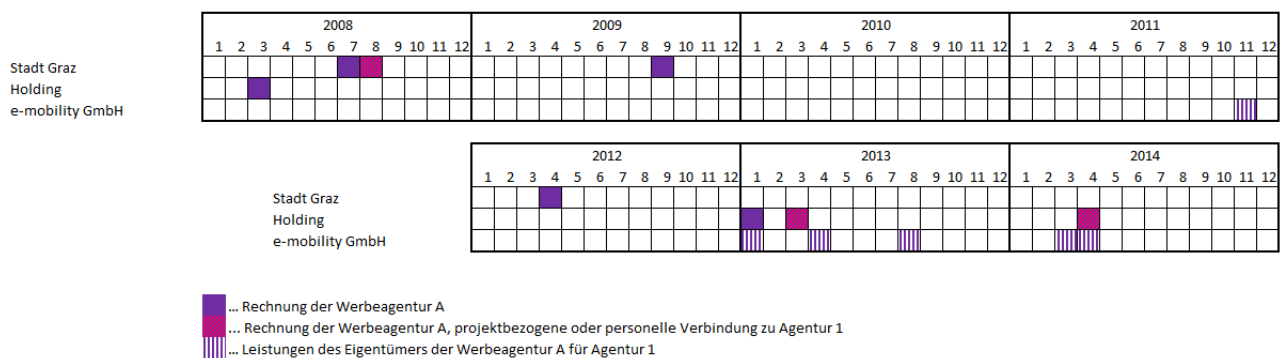 2008 2009 2010 2011
1 2 3 4 5 6 7 8 9 10 11 12 1 2 3 4 5 6 7 8 9 10 11 12 1 2 3 4 5 6 7 8 9 10 11 12 1 2 3 4 5 6 7 8 9 10 11 12
Stadt Graz
Holding
e-mobility GmbH
2012 2013 2014
1 2 3 4 5 6 7 8 9 10 11 12 1 2 3 4 5 6 7 8 9 10 11 12 1 2 3 4 5 6 7 8 9 10 11 12
Stadt Graz
Holding
e-mobility GmbH
... Rechnung der Werbeagentur A
... Rechnung der Werbeagentur A, projektbezogene oder personelle Verbindung zu Agentur 1
... Leistungen des Eigentümers der Werbeagentur A für Agentur 1